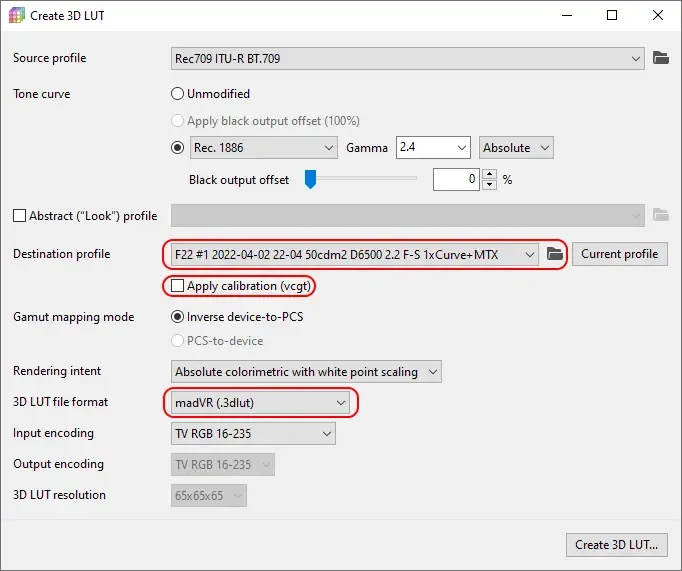 Create 3D LUT
Source profile Rec709 ITU-R BT.709
Tone curve Unmodified
Apply black output offset (100%)
Rec. 1886 Gamma 2.4 Absolute
Black output offset 0 %
Abstract ("Look") profile
Destination profile F22 #1 2022-04-02 22-04 50cdm2 D6500 2.2 F-S 1xCurve+MTX Current profile
Apply calibration (vcgt)
Gamut mapping mode Inverse device-to-PCS
PCS-to-device
Rendering intent Absolute colorimetric with white point scaling
3D LUT file format madVR (.3dlut)
Input encoding TV RGB 16-235
Output encoding TV RGB 16-235
3D LUT resolution 65x65x65
Create 3D LUT...